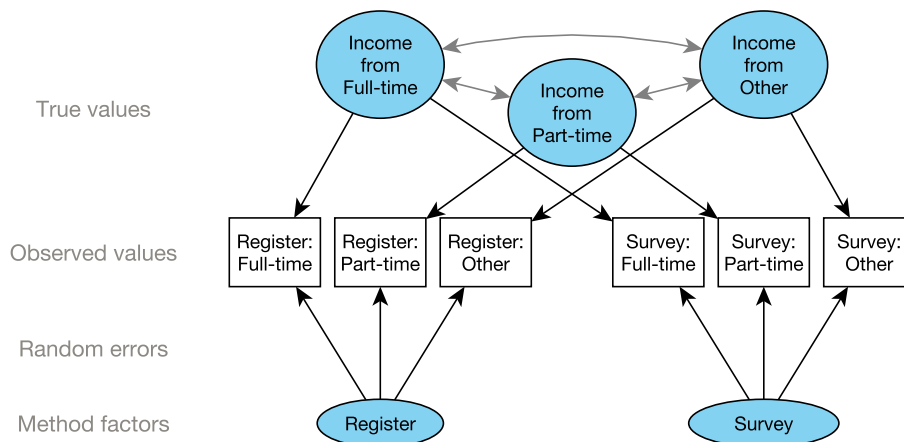 Income
from
Full-time
Income
from
Part-time
Income
from
Other
True values
Observed values
Register:
Full-time
Register:
Part-time
Register:
Other
Survey:
Full-time
Survey:
Part-time
Survey:
Other
Random errors
Method factors
Register
Survey